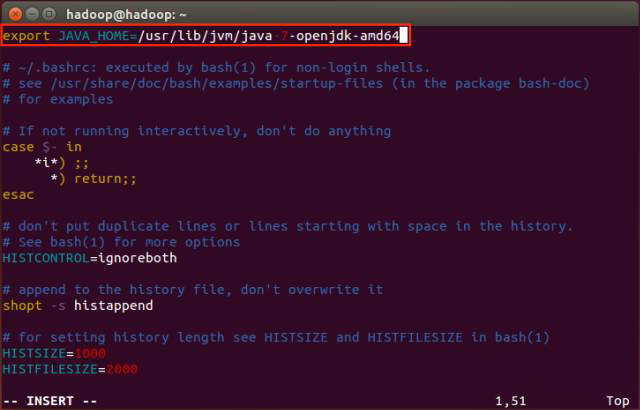 hadoop@hadoop: ~
export JAVA_HOME=/usr/lib/jvm/java-7-openjdk-amd64
# ~/.bashrc: executed by bash(1) for non-login shells.
# see /usr/share/doc/bash/examples/startup-files (in the package bash-doc)
# for examples
# If not running interactively, don't do anything
case $- in
    *i*) ;;
      *) return;;
esac
# don't put duplicate lines or lines starting with space in the history.
# See bash(1) for more options
HISTCONTROL=ignoreboth
# append to the history file, don't overwrite it
shopt -s histappend
# for setting history length see HISTSIZE and HISTFILESIZE in bash(1)
HISTSIZE=1000
HISTFILESIZE=2000
-- INSERT -- 1,51 Top